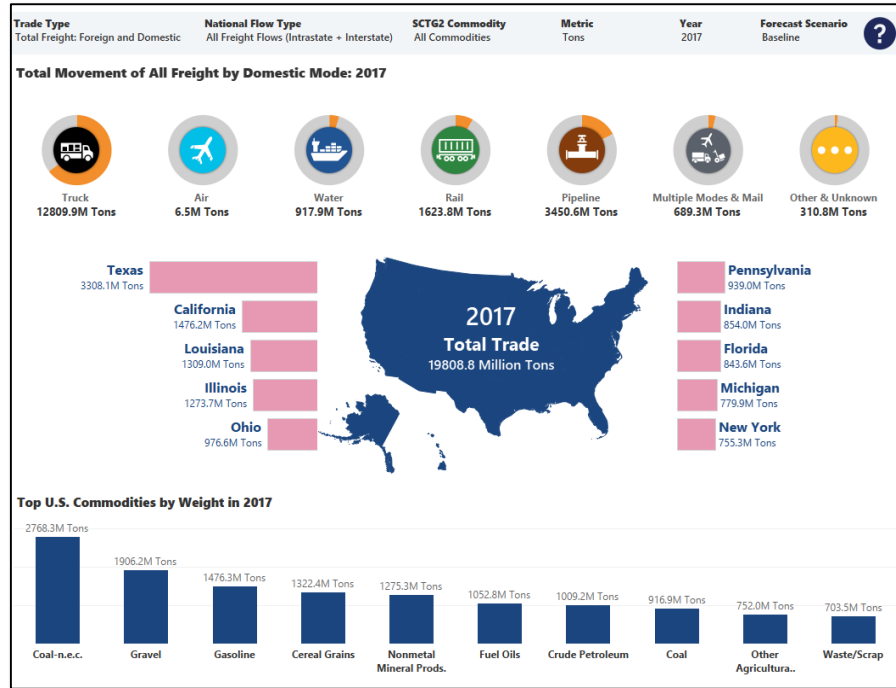 Trade Type National Flow Type SCTG2 Commodity Metric Year Forecast Scenario
Total Freight: Foreign and Domestic All Freight Flows (Intrastate + Interstate) All Commodities Tons 2017 Baseline
?
Total Movement of All Freight by Domestic Mode: 2017
Truck Air Water Rail Pipeline Multiple Modes & Mail Other & Unknown
12809.9M Tons 6.5M Tons 917.9M Tons 1623.8M Tons 3450.6M Tons 689.3M Tons 310.8M Tons
Texas
3308.1M Tons
California
1476.2M Tons
Louisiana
1309.0M Tons
Illinois
1273.7M Tons
Ohio
976.6M Tons
2017
Total Trade
19808.8 Million Tons
Pennsylvania
939.0M Tons
Indiana
854.0M Tons
Florida
843.6M Tons
Michigan
779.9M Tons
New York
755.3M Tons
Top U.S. Commodities by Weight in 2017
2768.3M Tons
1906.2M Tons
1476.3M Tons
1322.4M Tons
1275.3M Tons
1052.8M Tons
1009.2M Tons
916.9M Tons
752.0M Tons
703.5M Tons
Coal-n.e.c. Gravel Gasoline Cereal Grains Nonmetal Fuel Oils Crude Petroleum Coal Other Waste/Scrap
Mineral Prods. Agricultura..